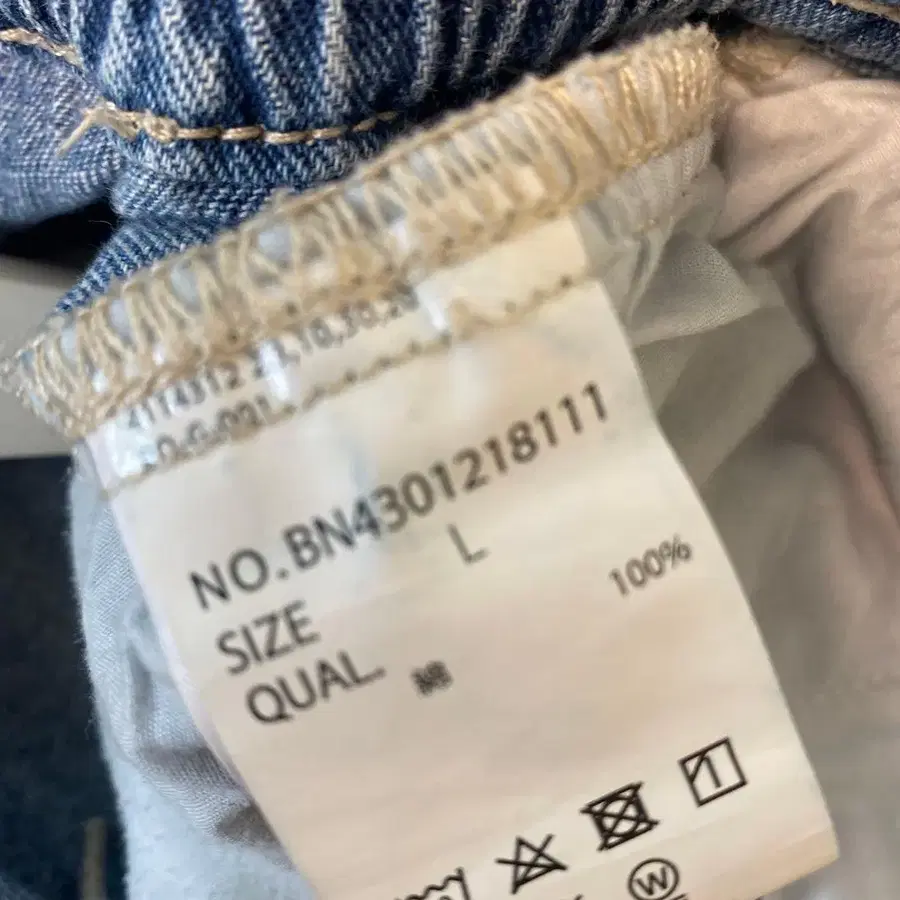 NO.BN4301218111
SIZE L
QUAL. 綿 100%
W